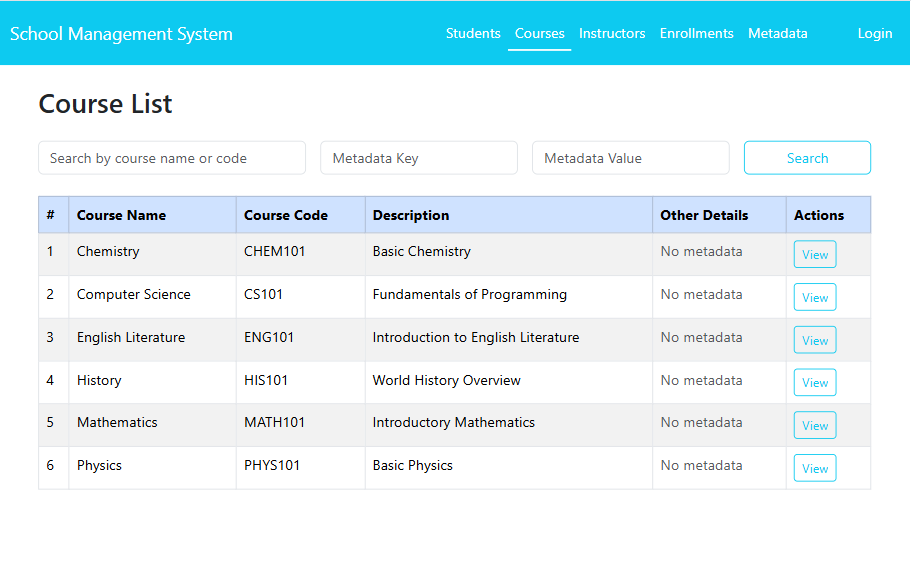 School Management System Students Courses Instructors Enrollments Metadata Login
Course List
Search by course name or code Metadata Key Metadata Value Search
# Course Name Course Code Description Other Details Actions
1 Chemistry CHEM101 Basic Chemistry No metadata View
2 Computer Science CS101 Fundamentals of Programming No metadata View
3 English Literature ENG101 Introduction to English Literature No metadata View
4 History HIS101 World History Overview No metadata View
5 Mathematics MATH101 Introductory Mathematics No metadata View
6 Physics PHYS101 Basic Physics No metadata View